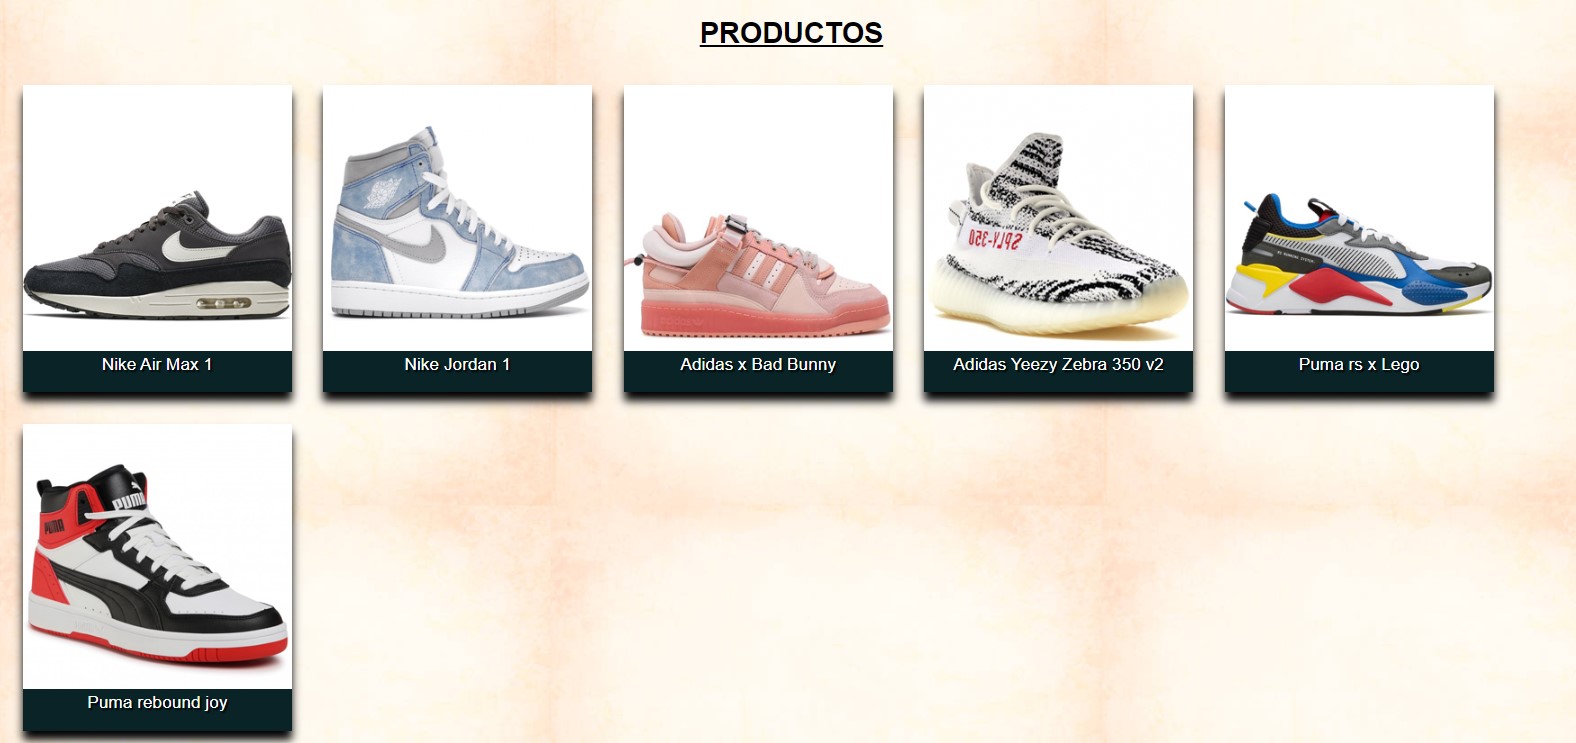 PRODUCTOS
SPLY-350
Nike Air Max 1
Nike Jordan 1
Adidas x Bad Bunny
Adidas Yeezy Zebra 350 v2
Puma rs x Lego
PUMA
PUMA
Puma rebound joy